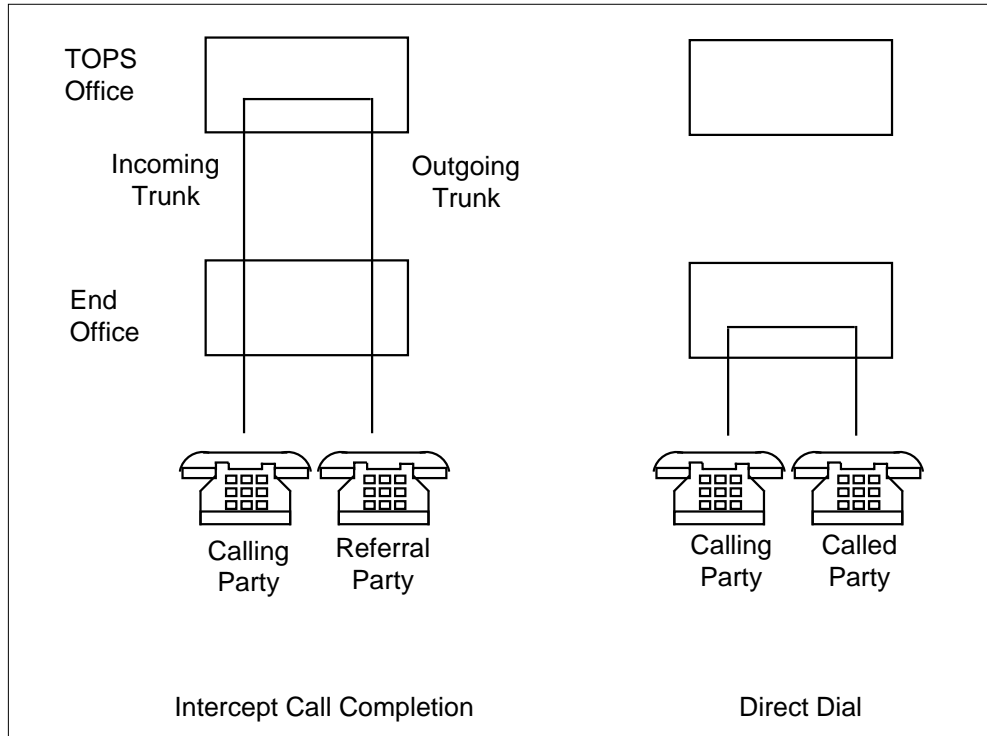 TOPS
Office
Incoming
Trunk
Outgoing
Trunk
End
Office
Calling
Party
Referral
Party
Calling
Party
Called
Party
Intercept Call Completion
Direct Dial